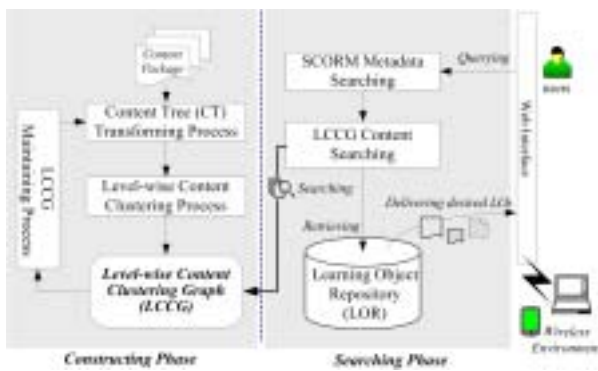 Content
Package
Content Tree (CT)
Transforming Process
Level-wise Content
Clustering Process
Level-wise Content
Clustering Graph
(LCCG)
LCCG
Maintaining Process
Constructing Phase
SCORM Metadata
Searching
LCCG Content
Searching
Searching
Retrieving
Learning Object
Repository
(LOR)
Searching Phase
Querying
Delivering desired LOs
Web Interface
users
Wireless
Environment